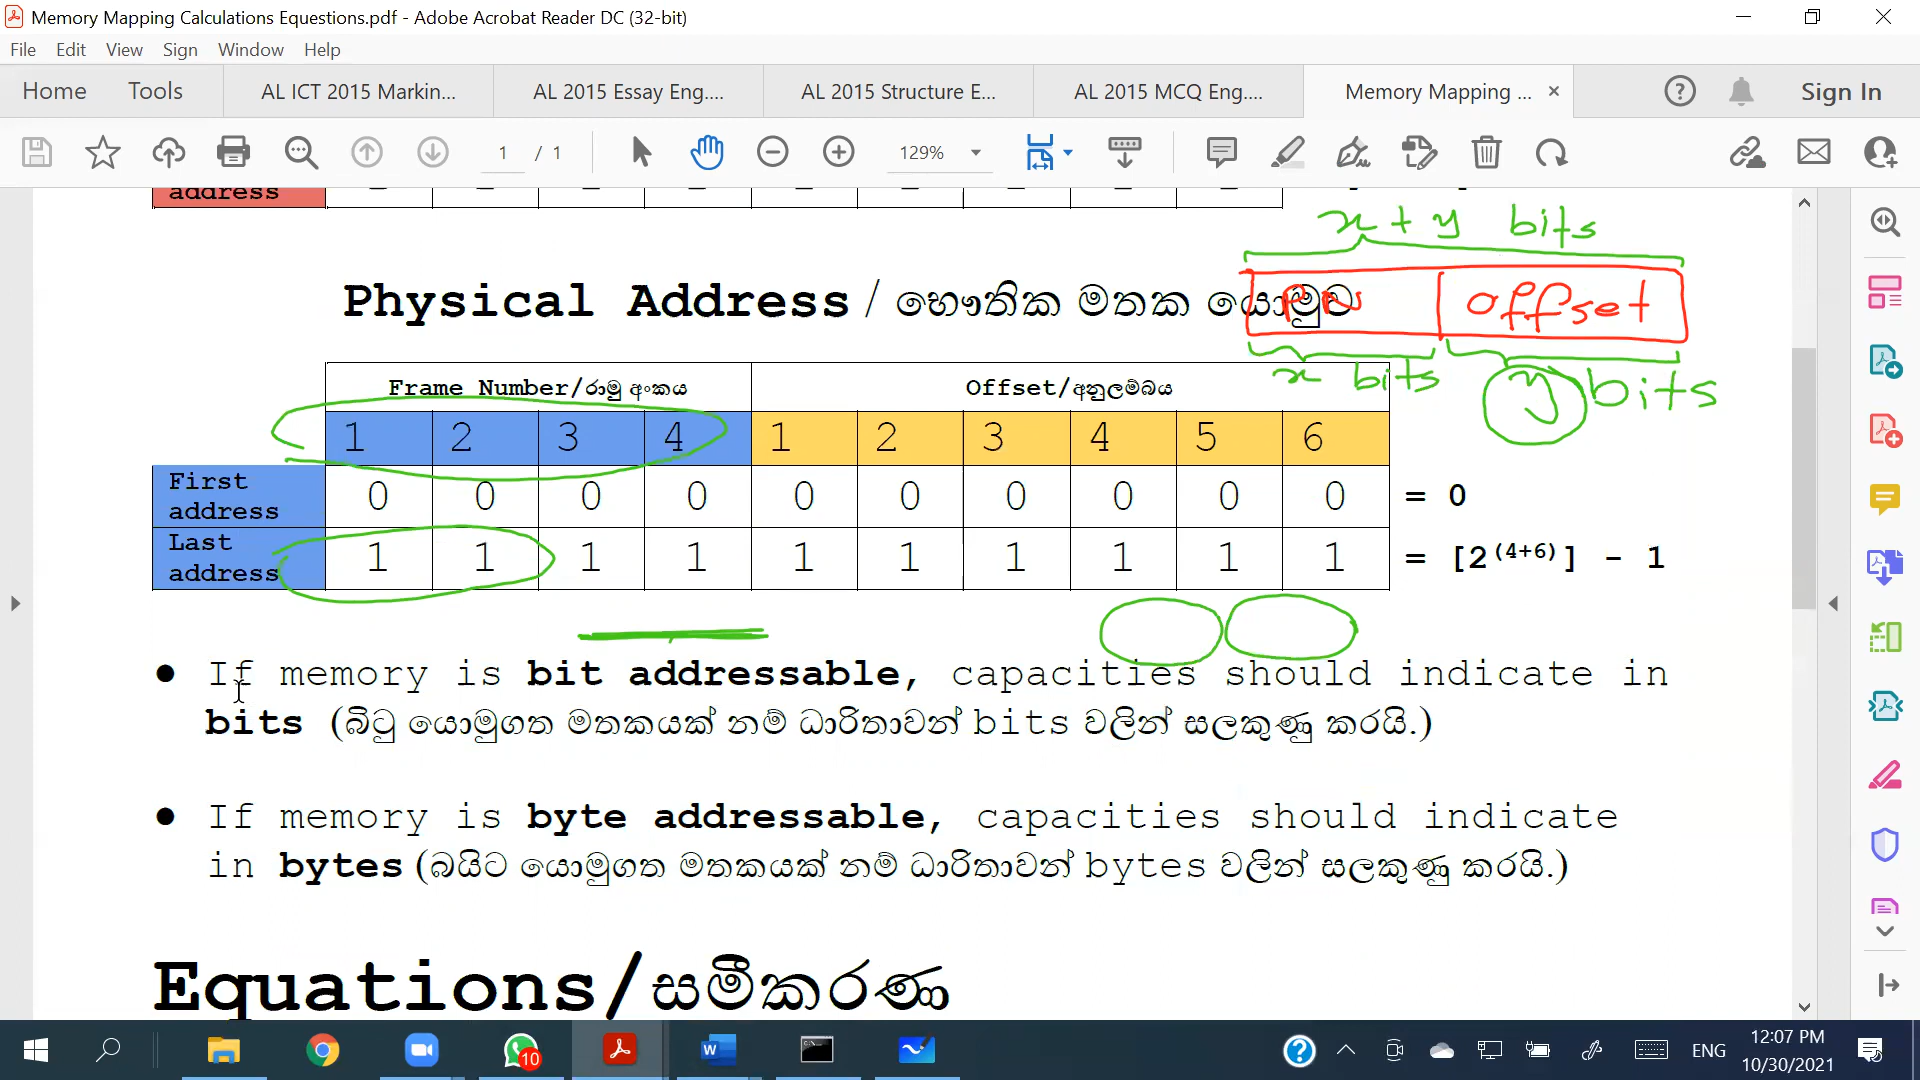 Memory Mapping Calculations Equestions.pdf - Adobe Acrobat Reader DC (32-bit)
File Edit View Sign Window Help
Home Tools AL ICT 2015 Markin... AL 2015 Essay Eng.... AL 2015 Structure E... AL 2015 MCQ Eng.... Memory Mapping ... × Sign In
1 / 1 129%
address
x + y bits
Physical Address / භෞතික මතක යොමුව
PN offset
x bits y bits
Frame Number/රාමු අංකය Offset/අනුලම්බය
1 2 3 4 1 2 3 4 5 6
First address 0 0 0 0 0 0 0 0 0 0 = 0
Last address 1 1 1 1 1 1 1 1 1 1 = [2^(4+6)] - 1
● If memory is bit addressable, capacities should indicate in
bits (බිටු යොමුගත මතකයක් නම් ධාරිතාවන් bits වලින් සලකුණු කරයි.)
● If memory is byte addressable, capacities should indicate
in bytes (බයිට යොමුගත මතකයක් නම් ධාරිතාවන් bytes වලින් සලකුණු කරයි.)
Equations/සමීකරණ
10 ENG 12:07 PM
10/30/2021